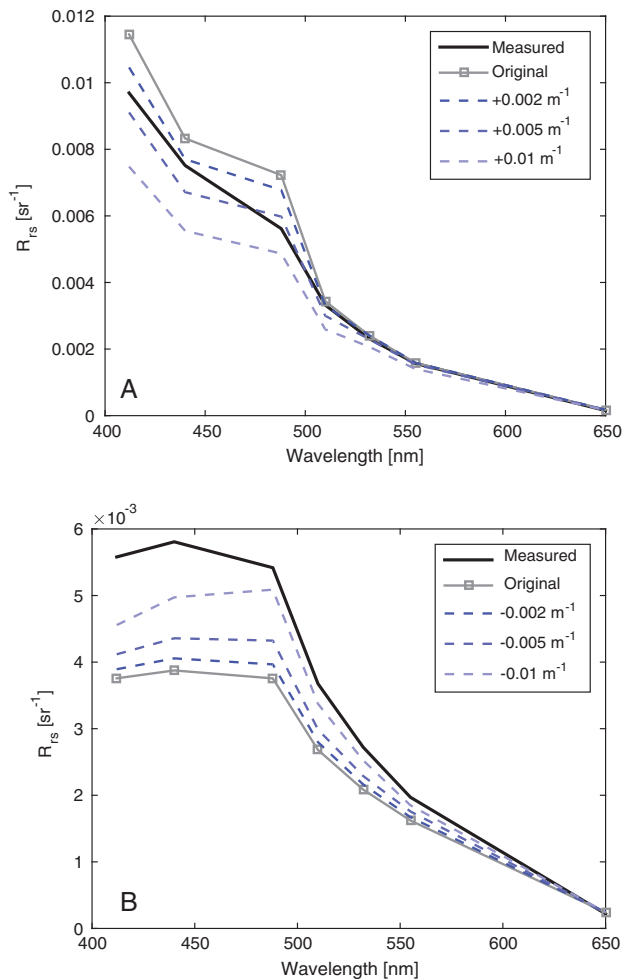 0.012
0.01
0.008
0.006
0.004
0.002
0
R_rs [sr^-1]
Measured
Original
+0.002 m^-1
+0.005 m^-1
+0.01 m^-1
A
400 450 500 550 600 650
Wavelength [nm]
×10^-3
6
5
4
3
2
1
0
R_rs [sr^-1]
Measured
Original
-0.002 m^-1
-0.005 m^-1
-0.01 m^-1
B
400 450 500 550 600 650
Wavelength [nm]